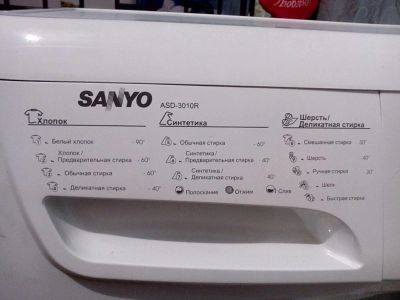 SANYO ASD-3010R
Хлопок
Белый хлопок - 90°
Хлопок /
Предварительная стирка - 60°
Обычная стирка - 60°
Деликатная стирка - 40°
Синтетика
Обычная стирка - 60°
Синтетика /
Предварительная стирка - 40°
Синтетика /
Деликатная стирка - 40°
Полоскание Отжим Слив
Шерсть/
Деликатная стирка
Смешанная стирка 30°
Шерсть 40°
Ручная стирка 30°
Шелк
Быстрая стирка